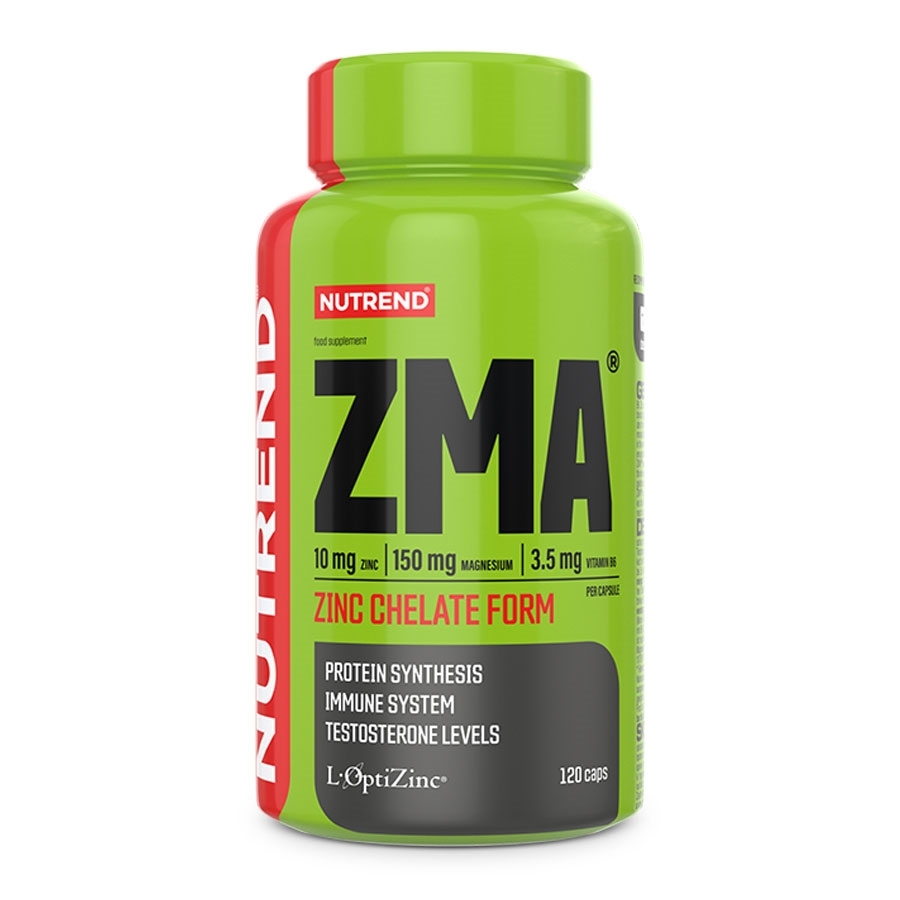 NUTREND
NUTREND®
food supplement
ZMA®
10 mg ZINC | 150 mg MAGNESIUM | 3.5 mg VITAMIN B6
PER CAPSULE
ZINC CHELATE FORM
PROTEIN SYNTHESIS
IMMUNE SYSTEM
TESTOSTERONE LEVELS
L·OptiZinc®
120 caps